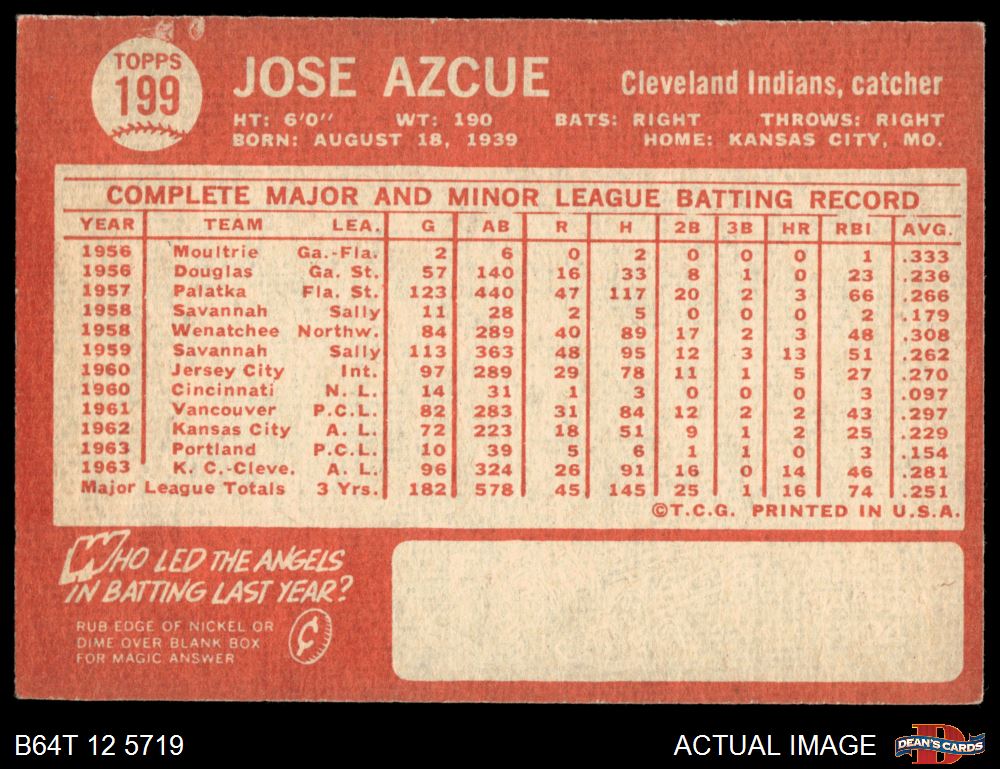 TOPPS
199
JOSE AZCUE
Cleveland Indians, catcher
HT: 6'0" WT: 190 BATS: RIGHT THROWS: RIGHT
BORN: AUGUST 18, 1939 HOME: KANSAS CITY, MO.
COMPLETE MAJOR AND MINOR LEAGUE BATTING RECORD
YEAR TEAM LEA. G AB R H 2B 3B HR RBI AVG.
1956 Moultrie Ga.-Fla. 2 6 0 2 0 0 0 1 .333
1956 Douglas Ga. St. 57 140 16 33 8 1 0 23 .236
1957 Palatka Fla. St. 123 440 47 117 20 2 3 66 .266
1958 Savannah Sally 11 28 2 5 0 0 0 2 .179
1958 Wenatchee Northw. 84 289 40 89 17 2 3 48 .308
1959 Savannah Sally 113 363 48 95 12 3 13 51 .262
1960 Jersey City Int. 97 289 29 78 11 1 5 27 .270
1960 Cincinnati N. L. 14 31 1 3 0 0 0 3 .097
1961 Vancouver P.C.L. 82 283 31 84 12 2 2 43 .297
1962 Kansas City A. L. 72 223 18 51 9 1 2 25 .229
1963 Portland P.C.L. 10 39 5 6 1 1 0 3 .154
1963 K. C.-Cleve. A. L. 96 324 26 91 16 0 14 46 .281
Major League Totals 3 Yrs. 182 578 45 145 25 1 16 74 .251
©T.C.G. PRINTED IN U.S.A.
WHO LED THE ANGELS
IN BATTING LAST YEAR?
RUB EDGE OF NICKEL OR
DIME OVER BLANK BOX
FOR MAGIC ANSWER
¢
B64T 12 5719
ACTUAL IMAGE
D
DEAN'S CARDS